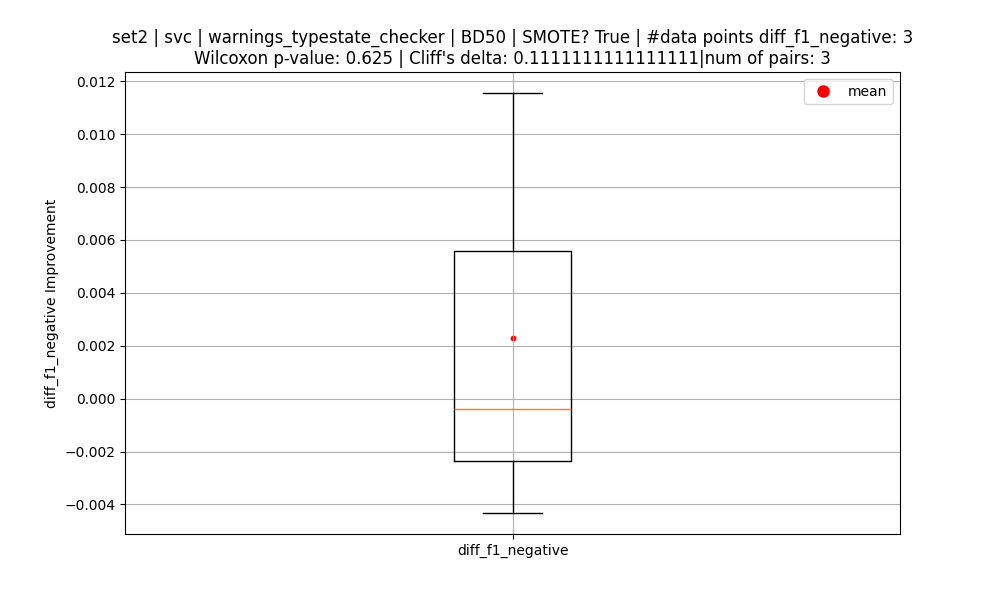 set2 | svc | warnings_typestate_checker | BD50 | SMOTE? True | #data points diff_f1_negative: 3
Wilcoxon p-value: 0.625 | Cliff's delta: 0.1111111111111111|num of pairs: 3
mean
0.012
0.010
0.008
0.006
0.004
0.002
0.000
−0.002
−0.004
diff_f1_negative Improvement
diff_f1_negative